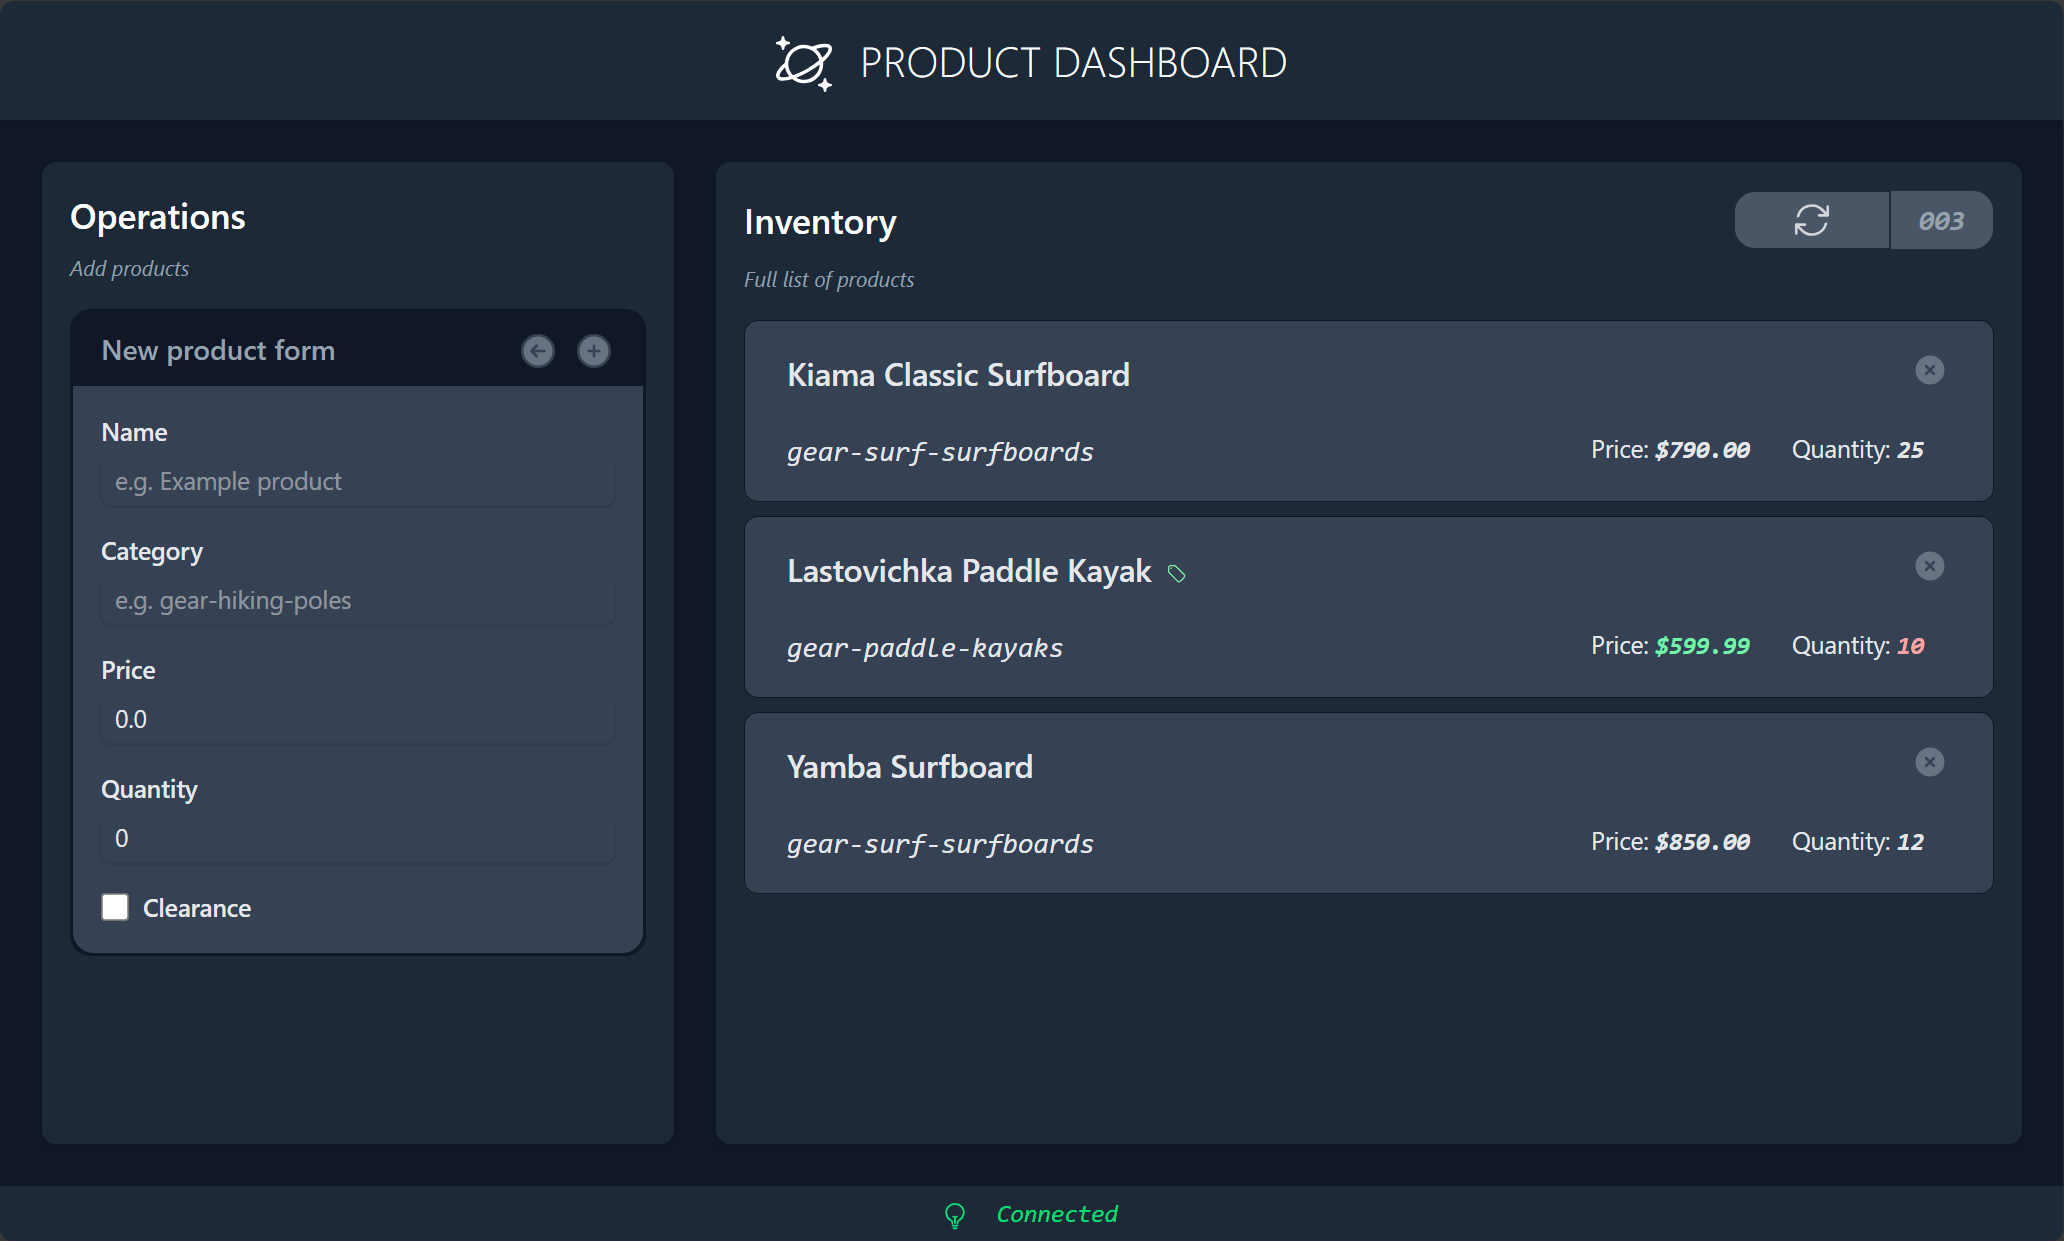 PRODUCT DASHBOARD
Operations
Add products
New product form
Name
e.g. Example product
Category
e.g. gear-hiking-poles
Price
0.0
Quantity
0
Clearance
Inventory
003
Full list of products
Kiama Classic Surfboard
gear-surf-surfboards Price: $790.00 Quantity: 25
Lastovichka Paddle Kayak
gear-paddle-kayaks Price: $599.99 Quantity: 10
Yamba Surfboard
gear-surf-surfboards Price: $850.00 Quantity: 12
Connected